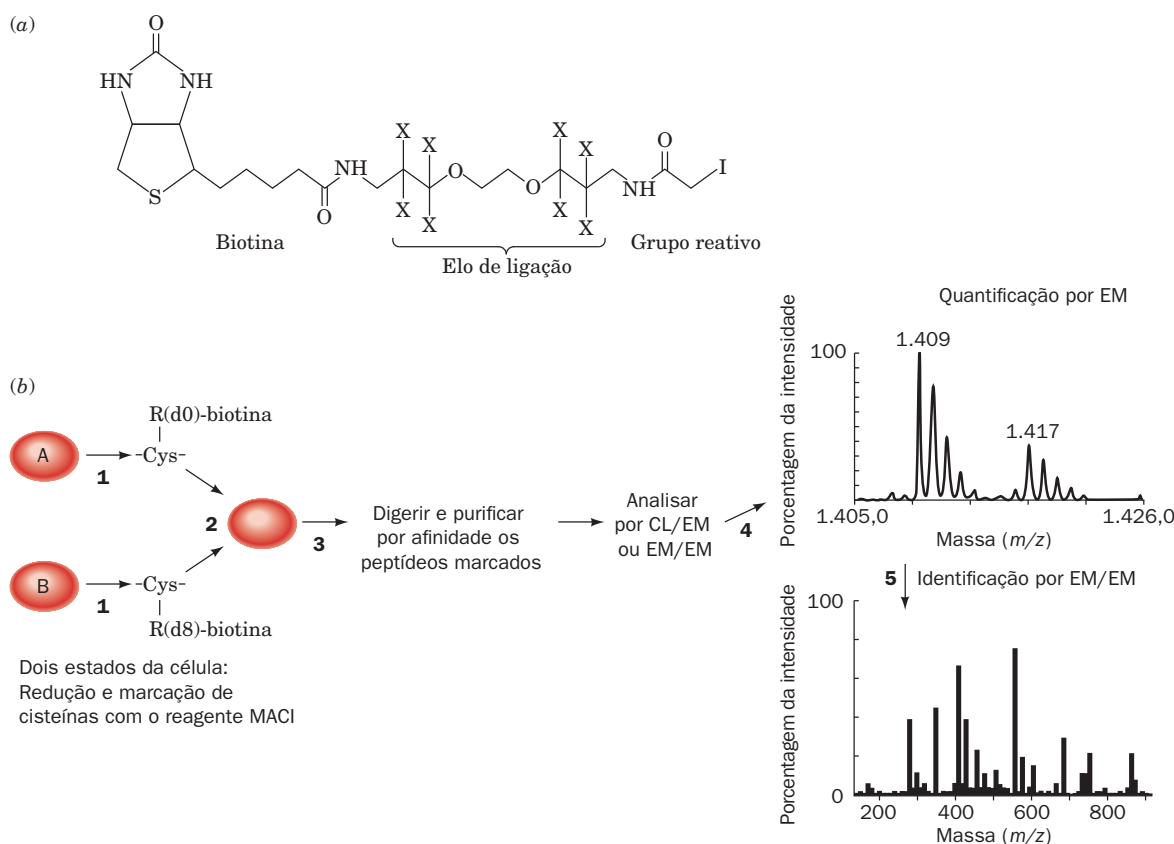 (a)
O
HN
NH
S
O
NH
X
X
X
X
O
O
X
X
X
X
NH
O
I
Biotina
Elo de ligação
Grupo reativo
(b)
A
1
R(d0)-biotina
-Cys-
B
1
-Cys-
R(d8)-biotina
Dois estados da célula:
Redução e marcação de
cisteínas com o reagente MACI
2
3
Digerir e purificar
por afinidade os
peptídeos marcados
Analisar
por CL/EM
ou EM/EM
4
Quantificação por EM
Porcentagem da intensidade
100
1.409
1.417
1.405,0
1.426,0
Massa (m/z)
5
Identificação por EM/EM
Porcentagem da intensidade
100
0
200
400
600
800
Massa (m/z)